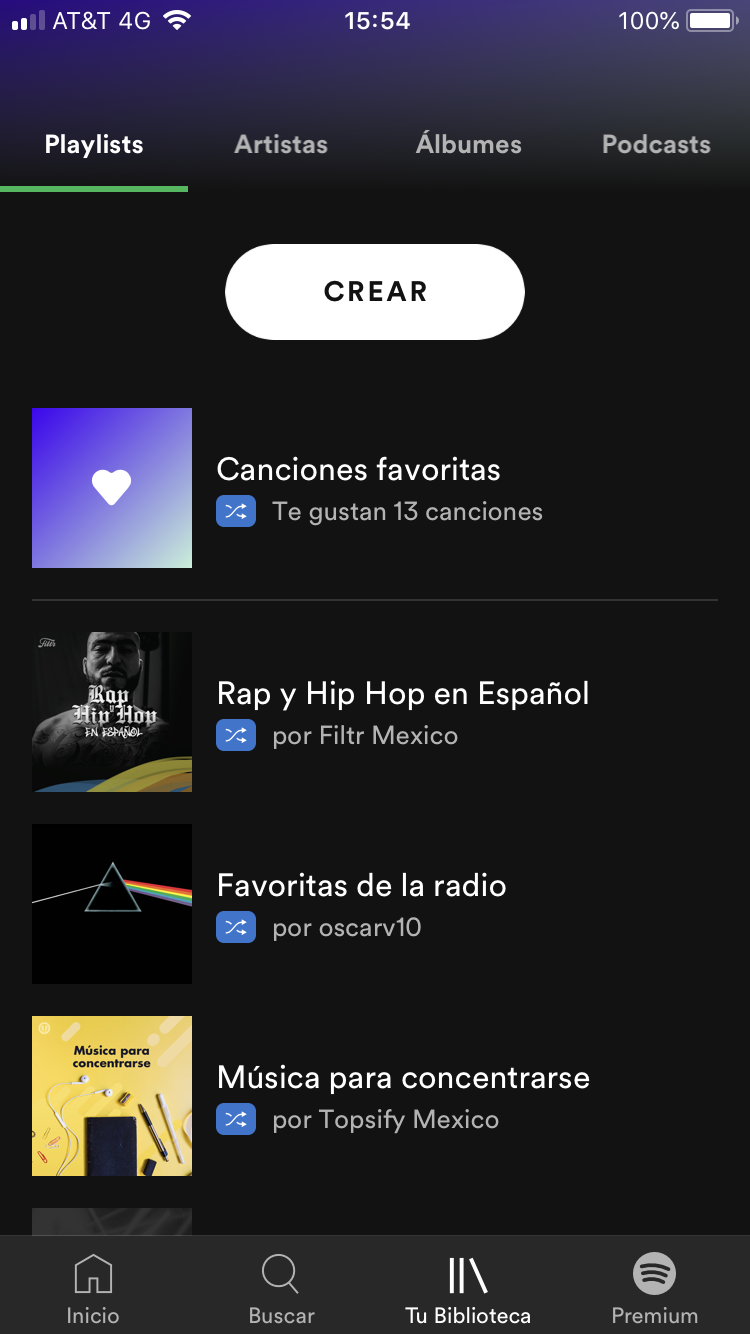 AT&T 4G 15:54 100%
Playlists Artistas Álbumes Podcasts
CREAR
Canciones favoritas
Te gustan 13 canciones
Filtr
Rap
y
Hip Hop
EN ESPAÑOL
Rap y Hip Hop en Español
por Filtr Mexico
Favoritas de la radio
por oscarv10
Música para
concentrarse
Música para concentrarse
por Topsify Mexico
Inicio Buscar Tu Biblioteca Premium